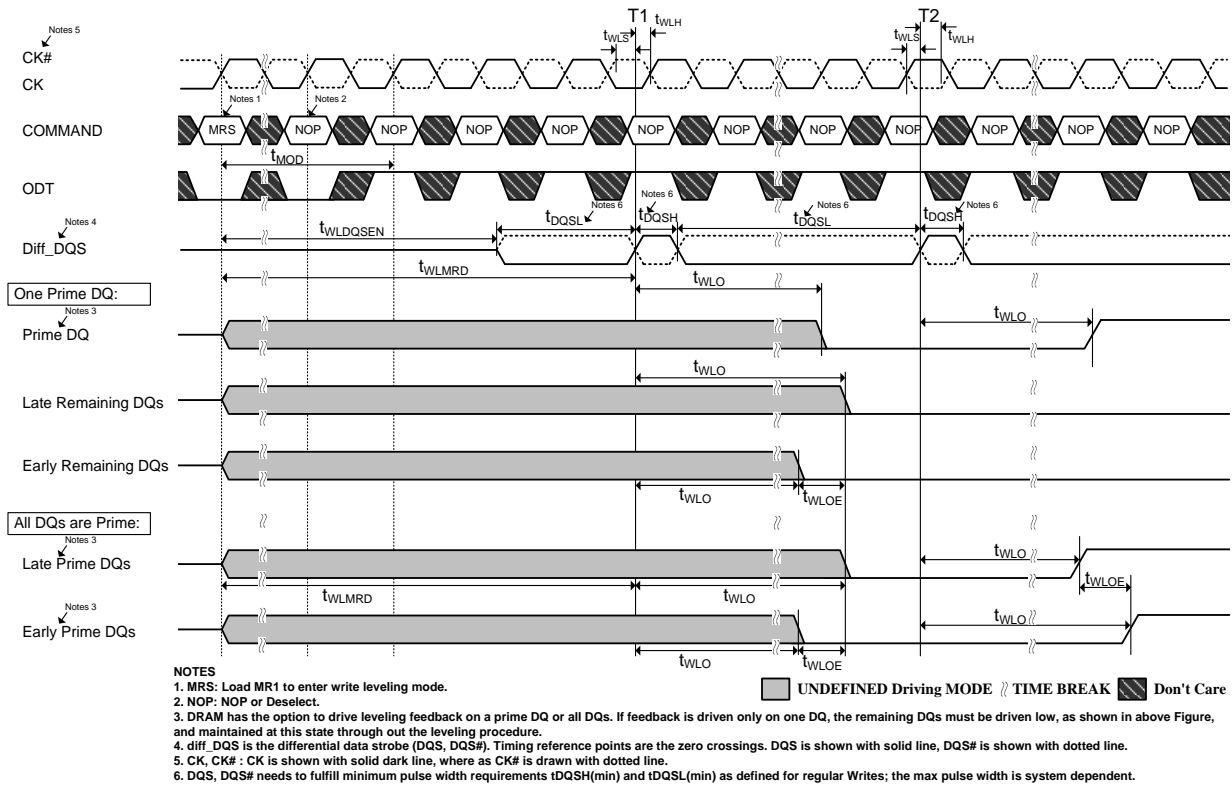 T1 T2
tWLS tWLH tWLS tWLH
Notes 5
CK#
CK
Notes 1 Notes 2
COMMAND MRS NOP NOP NOP NOP NOP NOP NOP NOP NOP NOP
tMOD
ODT
Notes 6 Notes 6 Notes 6 Notes 6
Notes 4
tDQSL tDQSH tDQSL tDQSH
Diff_DQS tWLDQSEN
tWLMRD
tWLO
One Prime DQ:
Notes 3
Prime DQ tWLO
tWLO
Late Remaining DQs
Early Remaining DQs
tWLO tWLOE
All DQs are Prime:
Notes 3
Late Prime DQs tWLO
tWLMRD tWLO tWLOE
Notes 3
Early Prime DQs tWLO
tWLO tWLOE
NOTES
UNDEFINED Driving MODE TIME BREAK Don't Care
1. MRS: Load MR1 to enter write leveling mode.
2. NOP: NOP or Deselect.
3. DRAM has the option to drive leveling feedback on a prime DQ or all DQs. If feedback is driven only on one DQ, the remaining DQs must be driven low, as shown in above Figure,
and maintained at this state through out the leveling procedure.
4. diff_DQS is the differential data strobe (DQS, DQS#). Timing reference points are the zero crossings. DQS is shown with solid line, DQS# is shown with dotted line.
5. CK, CK# : CK is shown with solid dark line, where as CK# is drawn with dotted line.
6. DQS, DQS# needs to fulfill minimum pulse width requirements tDQSH(min) and tDQSL(min) as defined for regular Writes; the max pulse width is system dependent.